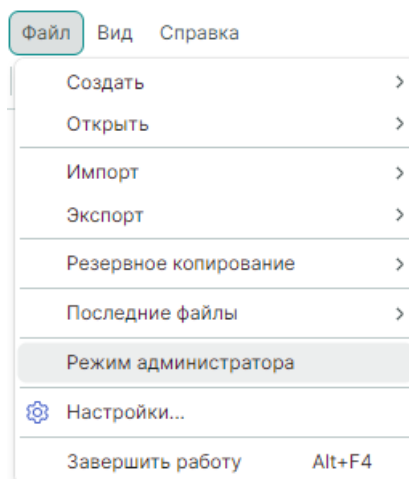 Файл Вид Справка
Создать
Открыть
Импорт
Экспорт
Резервное копирование
Последние файлы
Режим администратора
Настройки...
Завершить работу Alt+F4